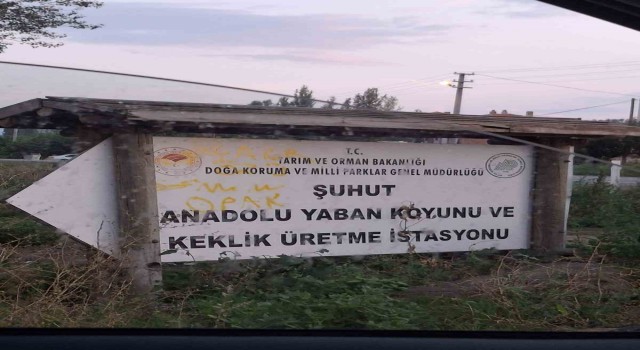 T.C.
TARIM VE ORMAN BAKANLIĞI
DOĞA KORUMA VE MİLLİ PARKLAR GENEL MÜDÜRLÜĞÜ
ŞUHUT
ANADOLU YABAN KOYUNU VE
KEKLİK ÜRETME İSTASYONU